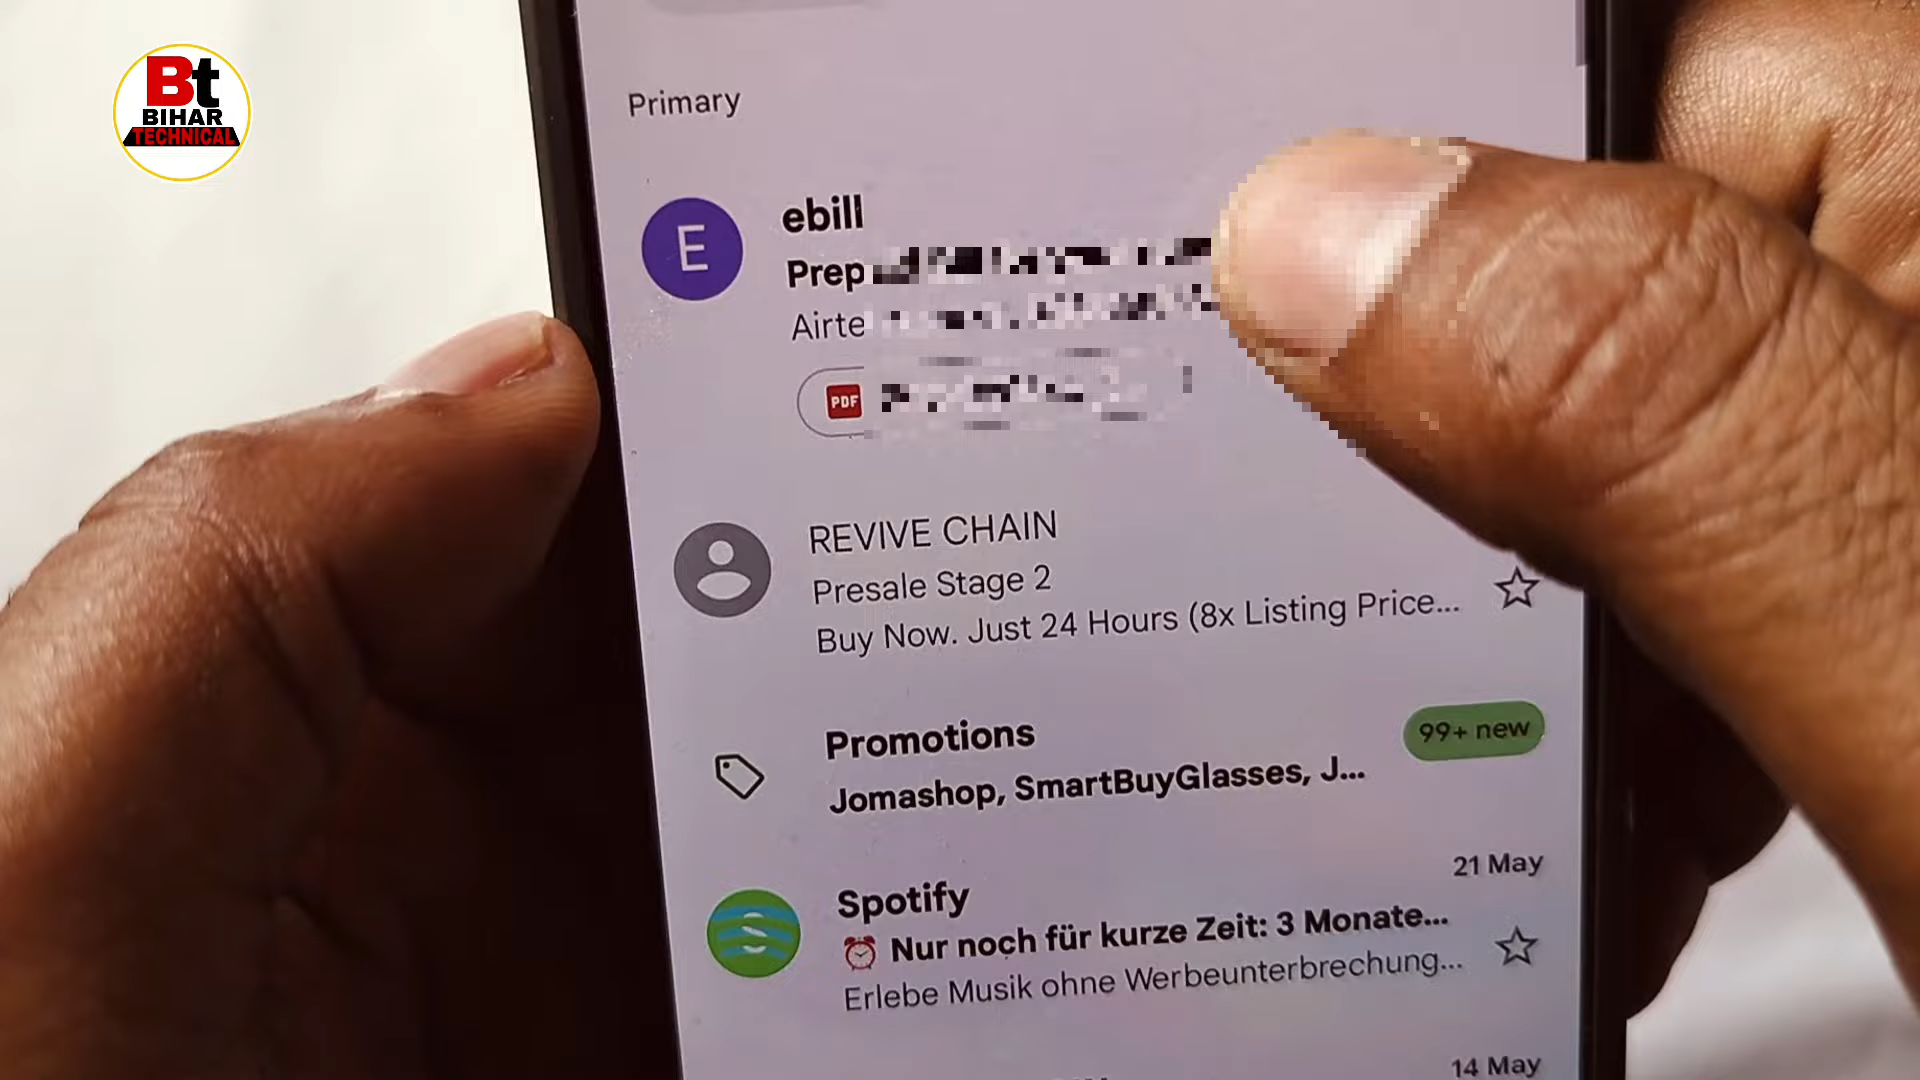 Bt
BIHAR
TECHNICAL
Primary
E
ebill
Prep
Airte
PDF
REVIVE CHAIN
Presale Stage 2
Buy Now. Just 24 Hours (8x Listing Price...
Promotions
99+ new
Jomashop, SmartBuyGlasses, J...
21 May
Spotify
⏰ Nur noch für kurze Zeit: 3 Monate...
Erlebe Musik ohne Werbeunterbrechung...
14 May